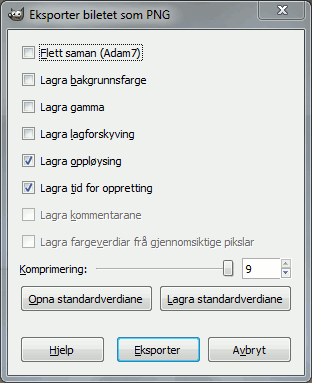 Eksporter biletet som PNG
Flett saman (Adam7)
Lagra bakgrunnsfarge
Lagra gamma
Lagra lagforskyving
Lagra oppløysing
Lagra tid for oppretting
Lagra kommentarane
Lagra fargeverdiar frå gjennomsiktige pikslar
Komprimering: 9
Opna standardverdiane Lagra standardverdiane
Hjelp Eksporter Avbryt